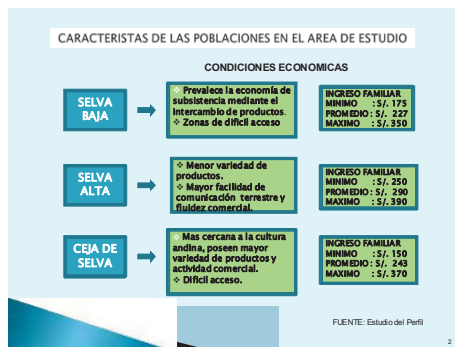 CARACTERISTAS DE LAS POBLACIONES EN EL AREA DE ESTUDIO
CONDICIONES ECONOMICAS
SELVA
BAJA
❖ Prevalece la economía de
subsistencia mediante el
intercambio de productos.
❖ Zonas de difícil acceso
INGRESO FAMILIAR
MINIMO : S/. 175
PROMEDIO : S/. 227
MAXIMO : S/. 350
SELVA
ALTA
❖ Menor variedad de
productos.
❖ Mayor facilidad de
comunicación terrestre y
fluidez comercial.
INGRESO FAMILIAR
MINIMO : S/. 250
PROMEDIO : S/. 290
MAXIMO : S/. 390
CEJA DE
SELVA
❖ Mas cercana a la cultura
andina, poseen mayor
variedad de productos y
actividad comercial.
❖ Difícil acceso.
INGRESO FAMILIAR
MINIMO : S/. 150
PROMEDIO : S/. 243
MAXIMO : S/. 370
FUENTE: Estudio del Perfil
2